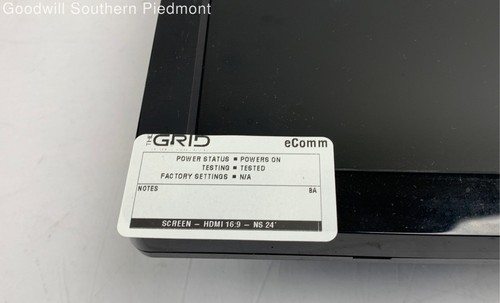 Goodwill Southern Piedmont
THE GRID eComm
POWER STATUS ▪ POWERS ON
TESTING ▪ TESTED
FACTORY SETTINGS ▪ N/A
NOTES BA
SCREEN - HDMI 16:9 - NS 24'